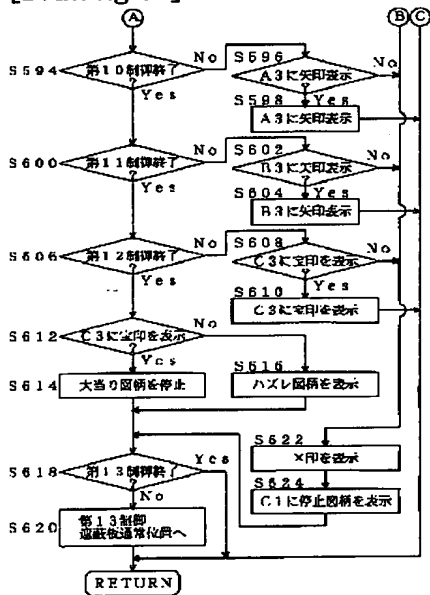 A
B C
S594
第10制御終了
?
No
Yes
S596
A3に矢印表示
?
No
Yes
S598
A3に矢印表示
S600
第11制御終了
?
No
Yes
S602
B3に矢印表示
?
No
Yes
S604
B3に矢印表示
S606
第12制御終了
?
No
Yes
S608
C3に宝印を表示
?
No
Yes
S610
C3に宝印を表示
S612
C3に宝印を表示
?
No
Yes
S614
大当り図柄を停止
S616
ハズレ図柄を表示
S618
第13制御終了
?
Yes
No
S620
第13制御
遮蔽板通常位置へ
S622
×印を表示
S624
C1に停止図柄を表示
RETURN